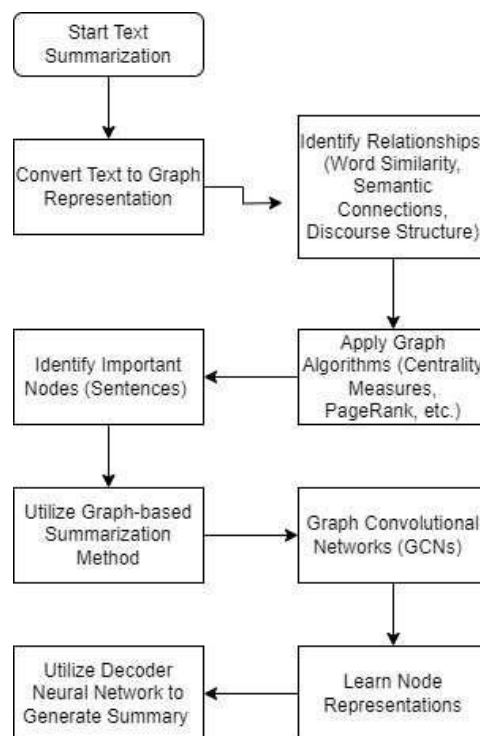 Start Text
Summarization
Convert Text to Graph
Representation
Identify Relationships
(Word Similarity,
Semantic
Connections,
Discourse Structure)
Apply Graph
Algorithms (Centrality
Measures,
PageRank, etc.)
Identify Important
Nodes (Sentences)
Utilize Graph-based
Summarization
Method
Graph Convolutional
Networks (GCNs)
Learn Node
Representations
Utilize Decoder
Neural Network to
Generate Summary